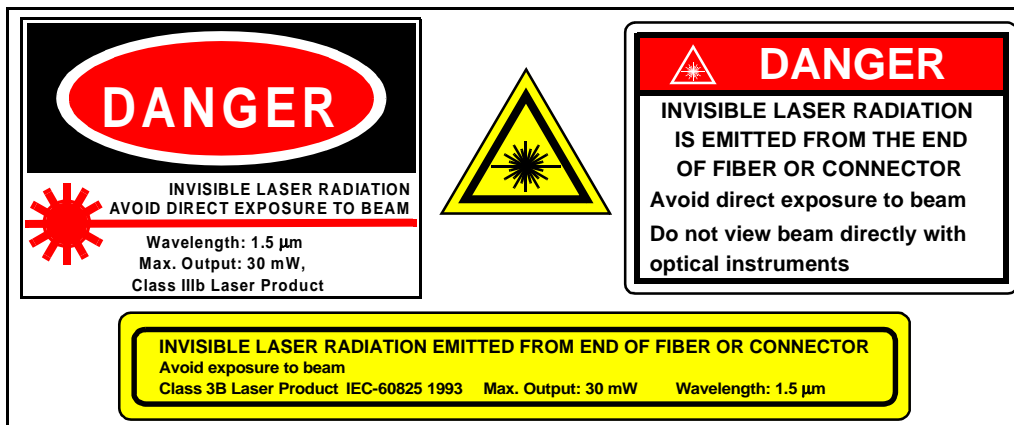 DANGER
INVISIBLE LASER RADIATION
AVOID DIRECT EXPOSURE TO BEAM
Wavelength: 1.5 µm
Max. Output: 30 mW,
Class IIIb Laser Product
DANGER
INVISIBLE LASER RADIATION
IS EMITTED FROM THE END
OF FIBER OR CONNECTOR
Avoid direct exposure to beam
Do not view beam directly with
optical instruments
INVISIBLE LASER RADIATION EMITTED FROM END OF FIBER OR CONNECTOR
Avoid exposure to beam
Class 3B Laser Product IEC-60825 1993 Max. Output: 30 mW Wavelength: 1.5 µm